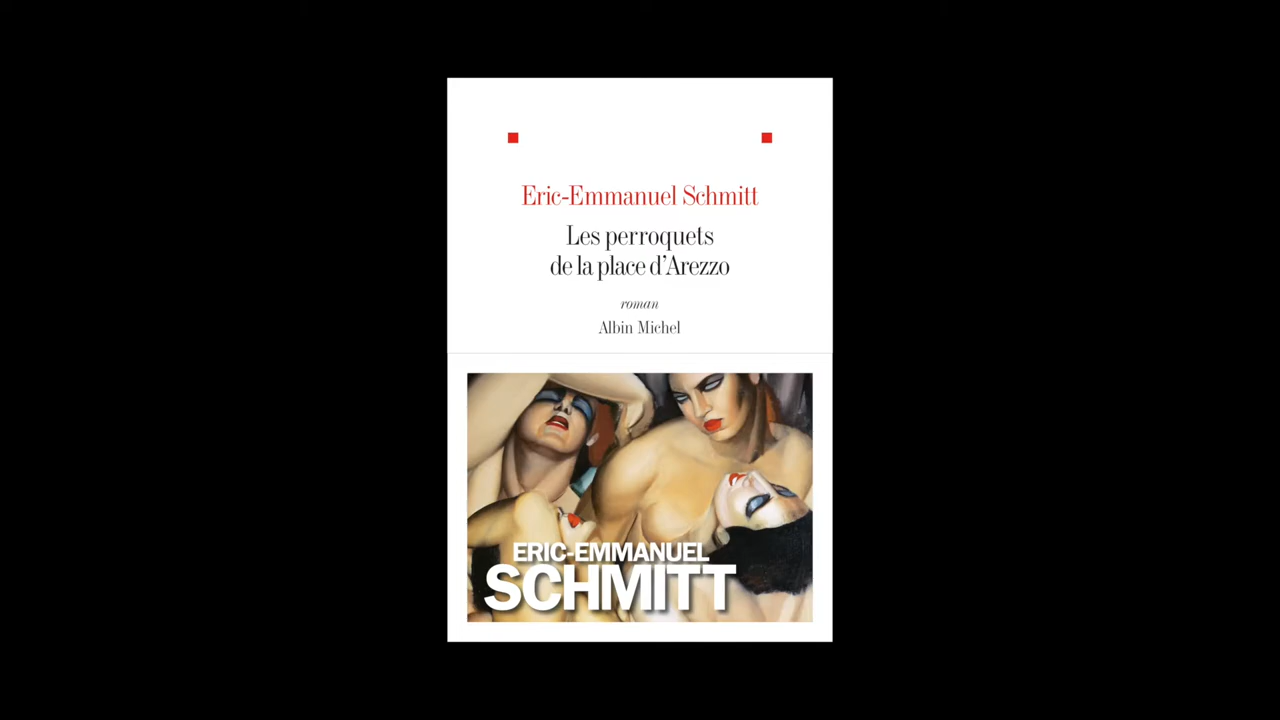 Eric-Emmanuel Schmitt
Les perroquets
de la place d'Arezzo
roman
Albin Michel
ERIC-EMMANUEL
SCHMITT